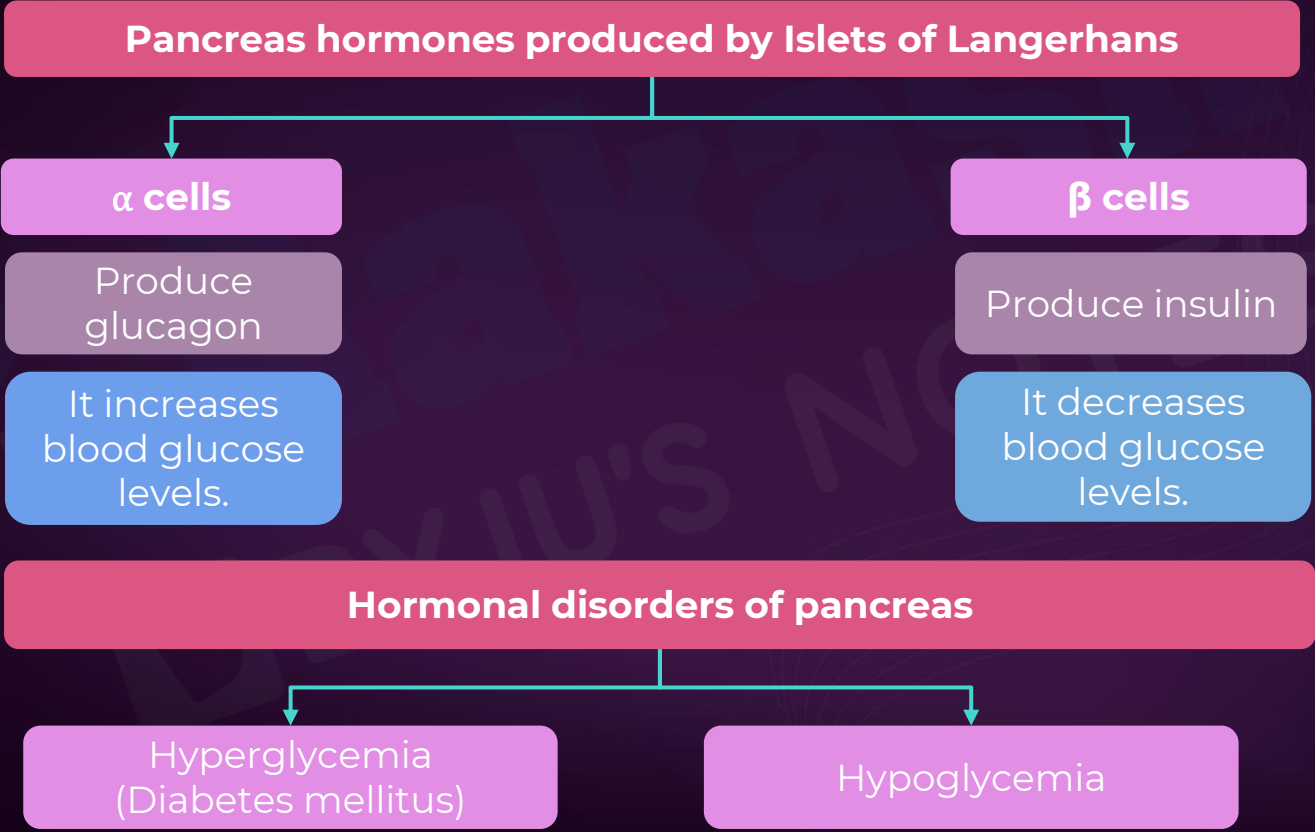 Pancreas hormones produced by Islets of Langerhans
α cells
β cells
Produce
glucagon
Produce insulin
It increases
blood glucose
levels.
It decreases
blood glucose
levels.
Hormonal disorders of pancreas
Hyperglycemia
(Diabetes mellitus)
Hypoglycemia